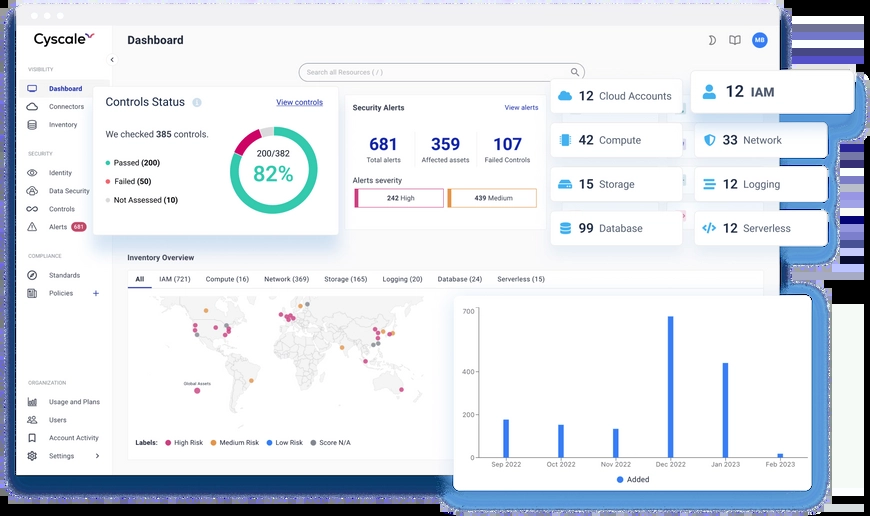 Cyscale
Dashboard
MB
VISIBILITY
Dashboard
Connectors
Inventory
SECURITY
Identity
Data Security
Controls
Alerts 681
COMPLIANCE
Standards
Policies +
ORGANIZATION
Usage and Plans
Users
Account Activity
Settings
Search all Resources ( / )
Controls Status
View controls
We checked 385 controls.
Passed (200)
Failed (50)
Not Assessed (10)
200/382
82%
Security Alerts
View alerts
681
Total alerts
359
Affected assets
107
Failed Controls
Alerts severity
242 High
439 Medium
12 Cloud Accounts
12 IAM
42 Compute
33 Network
15 Storage
12 Logging
99 Database
12 Serverless
Inventory Overview
All IAM (721) Compute (16) Network (369) Storage (165) Logging (20) Database (24) Serverless (15)
Global Assets
Labels: High Risk Medium Risk Low Risk Score N/A
700
400
200
0
Sep 2022 Oct 2022 Nov 2022 Dec 2022 Jan 2023 Feb 2023
Added